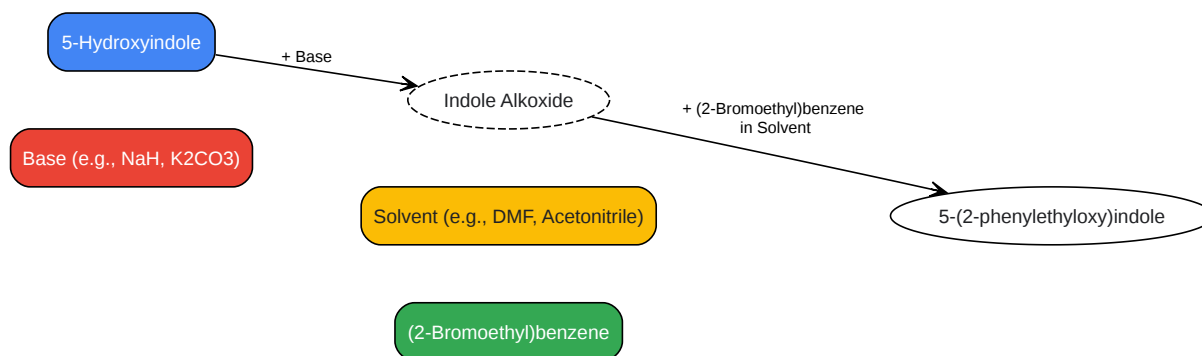 5-Hydroxyindole
+ Base
Indole Alkoxide
+ (2-Bromoethyl)benzene
in Solvent
Base (e.g., NaH, K2CO3)
Solvent (e.g., DMF, Acetonitrile)
5-(2-phenylethyloxy)indole
(2-Bromoethyl)benzene